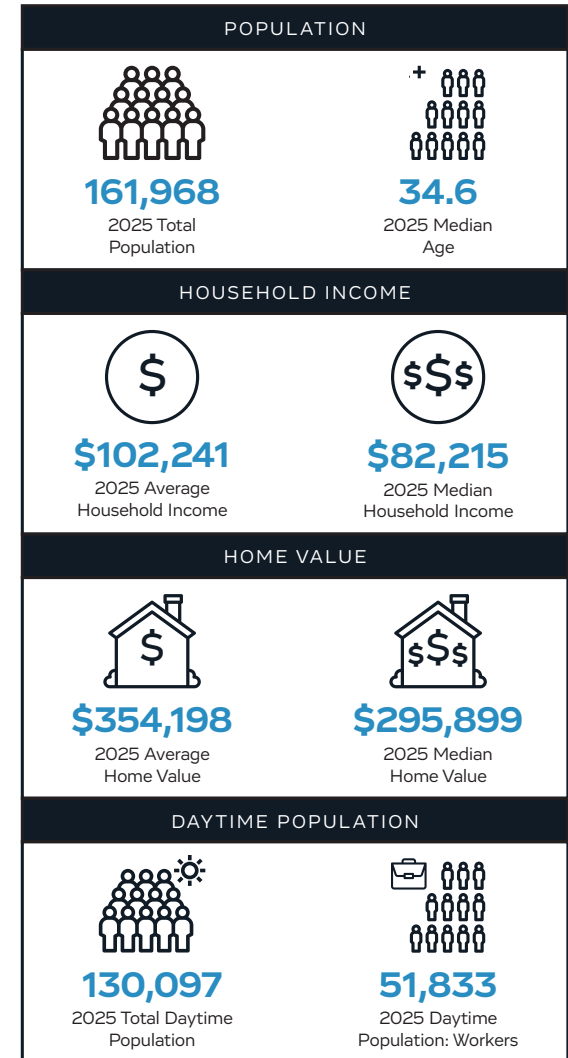 POPULATION
161,968
2025 Total
Population
34.6
2025 Median
Age
HOUSEHOLD INCOME
$
$102,241
2025 Average
Household Income
$$$
$82,215
2025 Median
Household Income
HOME VALUE
$
$354,198
2025 Average
Home Value
$$$
$295,899
2025 Median
Home Value
DAYTIME POPULATION
130,097
2025 Total Daytime
Population
51,833
2025 Daytime
Population: Workers